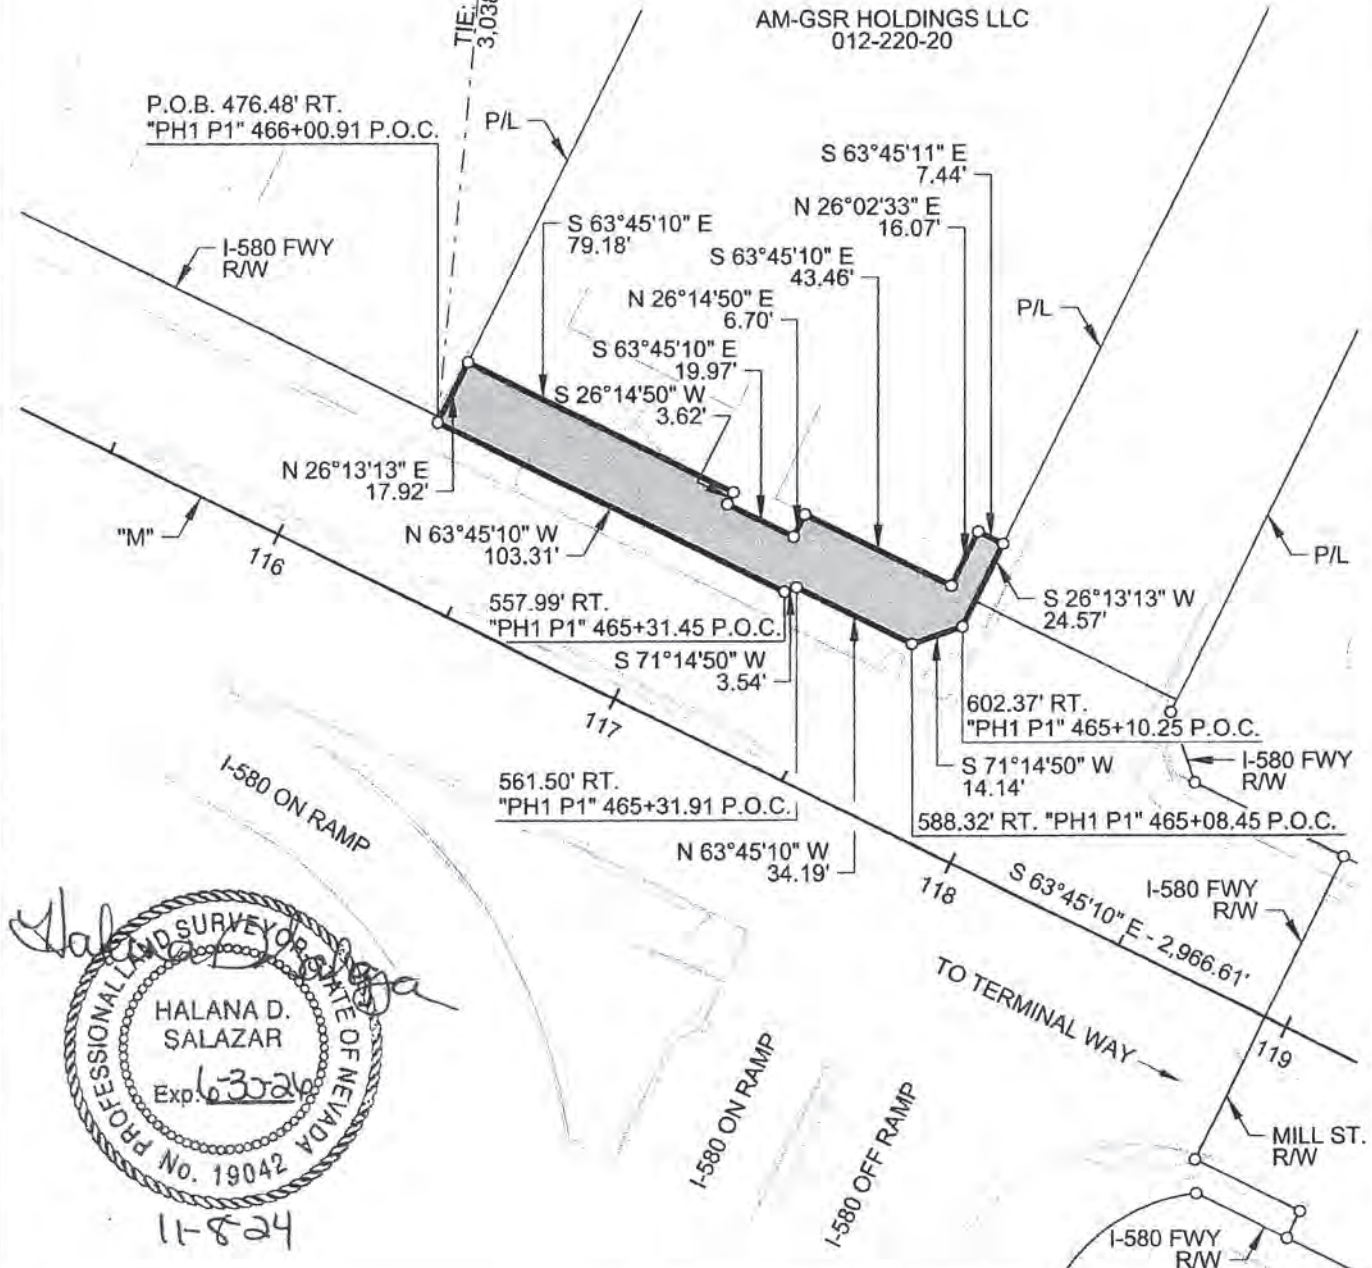 TIE:
AM-GSR HOLDINGS LLC
012-220-20
P.O.B. 476.48' RT.
"PH1 P1" 466+00.91 P.O.C.
P/L
S 63°45'11" E
7.44'
N 26°02'33" E
16.07'
I-580 FWY
R/W
S 63°45'10" E
79.18'
S 63°45'10" E
43.46'
N 26°14'50" E
6.70'
P/L
S 63°45'10" E
19.97'
S 26°14'50" W
3.62'
N 26°13'13" E
17.92'
"M"
N 63°45'10" W
103.31'
P/L
116
S 26°13'13" W
24.57'
557.99' RT.
"PH1 P1" 465+31.45 P.O.C.
S 71°14'50" W
3.54'
117
602.37' RT.
"PH1 P1" 465+10.25 P.O.C.
I-580 FWY
R/W
S 71°14'50" W
14.14'
I-580 ON RAMP
561.50' RT.
"PH1 P1" 465+31.91 P.O.C.
588.32' RT. "PH1 P1" 465+08.45 P.O.C.
N 63°45'10" W
34.19'
118
S 63°45'10" E - 2,966.61'
I-580 FWY
R/W
TO TERMINAL WAY
119
PROFESSIONAL LAND SURVEYOR STATE OF NEVADA
HALANA D.
SALAZAR
Exp. 6-30-26
No. 19042
11-8-24
I-580 ON RAMP
I-580 OFF RAMP
MILL ST.
R/W
I-580 FWY
R/W